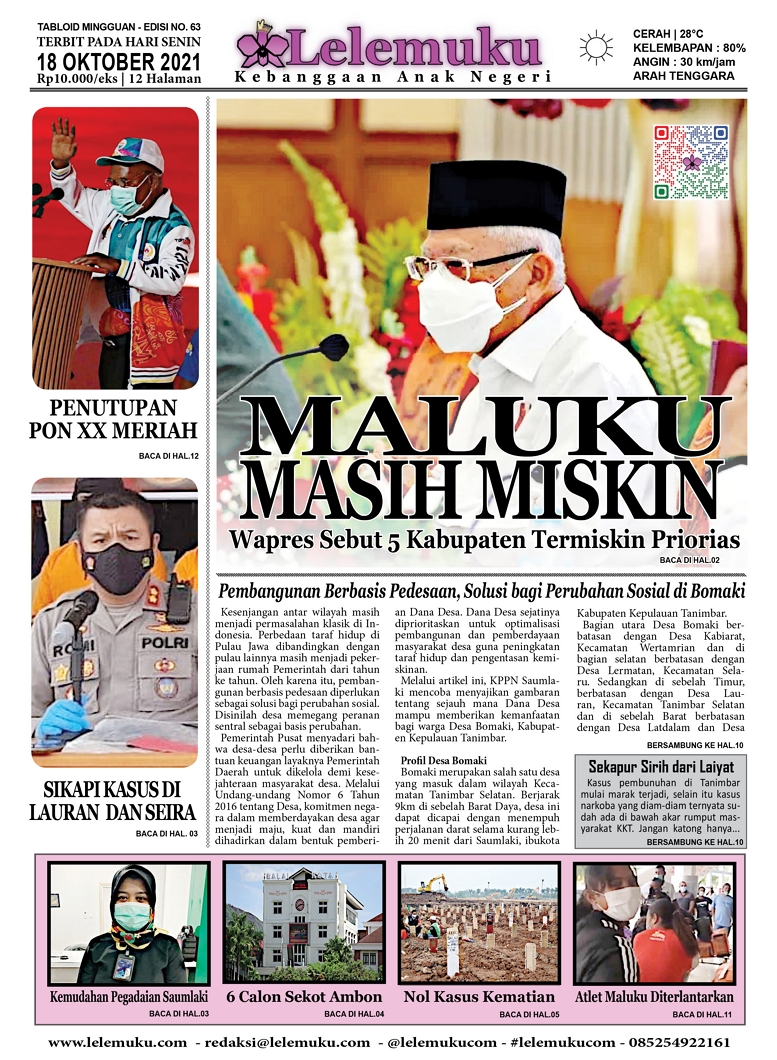 TABLOID MINGGUAN - EDISI NO. 63
TERBIT PADA HARI SENIN
18 OKTOBER 2021
Rp10.000/eks | 12 Halaman
Lelemuku
Kebanggaan Anak Negeri
CERAH | 28°C
KELEMBAPAN : 80%
ANGIN : 30 km/jam
ARAH TENGGARA
PENUTUPAN
PON XX MERIAH
BACA DI HAL.12
POLRI
SIKAPI KASUS DI
LAURAN DAN SEIRA
BACA DI HAL. 03
MALUKU
MASIH MISKIN
Wapres Sebut 5 Kabupaten Termiskin Priorias
BACA DI HAL.02
Pembangunan Berbasis Pedesaan, Solusi bagi Perubahan Sosial di Bomaki
Kesenjangan antar wilayah masih
menjadi permasalahan klasik di In-
donesia. Perbedaan taraf hidup di
Pulau Jawa dibandingkan dengan
pulau lainnya masih menjadi peker-
jaan rumah Pemerintah dari tahun
ke tahun. Oleh karena itu, pemban-
gunan berbasis pedesaan diperlukan
sebagai solusi bagi perubahan sosial.
Disinilah desa memegang peranan
sentral sebagai basis perubahan.
Pemerintah Pusat menyadari bah-
wa desa-desa perlu diberikan ban-
tuan keuangan layaknya Pemerintah
Daerah untuk dikelola demi kese-
jahteraan masyarakat desa. Melalui
Undang-undang Nomor 6 Tahun
2016 tentang Desa, komitmen nega-
ra dalam memberdayakan desa agar
menjadi maju, kuat dan mandiri
dihadirkan dalam bentuk pemberi-
an Dana Desa. Dana Desa sejatinya
diprioritaskan untuk optimalisasi
pembangunan dan pemberdayaan
masyarakat desa guna peningkatan
taraf hidup dan pengentasan kemi-
skinan.
Melalui artikel ini, KPPN Saumla-
ki mencoba menyajikan gambaran
tentang sejauh mana Dana Desa
mampu memberikan kemanfaatan
bagi warga Desa Bomaki, Kabupat-
en Kepulauan Tanimbar.
Profil Desa Bomaki
Bomaki merupakan salah satu desa
yang masuk dalam wilayah Keca-
matan Tanimbar Selatan. Berjarak
9km di sebelah Barat Daya, desa ini
dapat dicapai dengan menempuh
perjalanan darat selama kurang leb-
ih 20 menit dari Saumlaki, ibukota
Kabupaten Kepulauan Tanimbar.
Bagian utara Desa Bomaki ber-
batasan dengan Desa Kabiarat,
Kecamatan Wertamrian dan di
bagian selatan berbatasan dengan
Desa Lermatan, Kecamatan Sela-
ru. Sedangkan di sebelah Timur,
berbatasan dengan Desa Lau-
ran, Kecamatan Tanimbar Selatan
dan di sebelah Barat berbatasan
dengan Desa Latdalam dan Desa
BERSAMBUNG KE HAL.10
Sekapur Sirih dari Laiyat
Kasus pembunuhan di Tanimbar
mulai marak terjadi, selain itu kasus
narkoba yang diam-diam ternyata su-
dah ada di bawah akar rumput mas-
yarakat KKT. Jangan katong hanya...
BERSAMBUNG KE HAL.10
Kemudahan Pegadaian Saumlaki
BACA DI HAL.03
6 Calon Sekot Ambon
BACA DI HAL.04
Nol Kasus Kematian
BACA DI HAL.05
Atlet Maluku Diterlantarkan
BACA DI HAL.11
www.lelemuku.com - redaksi@lelemuku.com - @lelemukucom - #lelemukucom - 085254922161